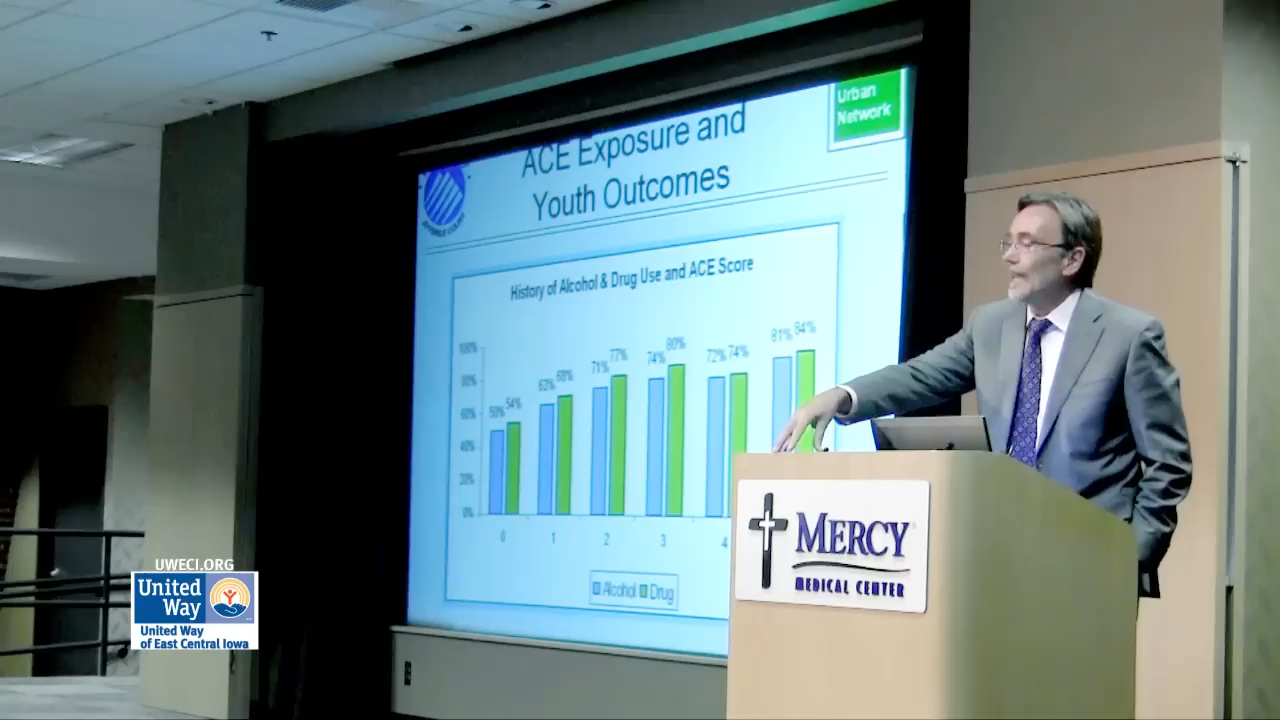 Urban
Network
ACE Exposure and
Youth Outcomes
History of Alcohol & Drug Use and ACE Score
100%
80%
60%
40%
20%
0%
50% 54%
63% 68%
71% 77%
74% 80%
72% 74%
81% 84%
0 1 2 3 4
Alcohol Drug
MERCY
MEDICAL CENTER
UWECI.ORG
United
Way
United Way
of East Central Iowa